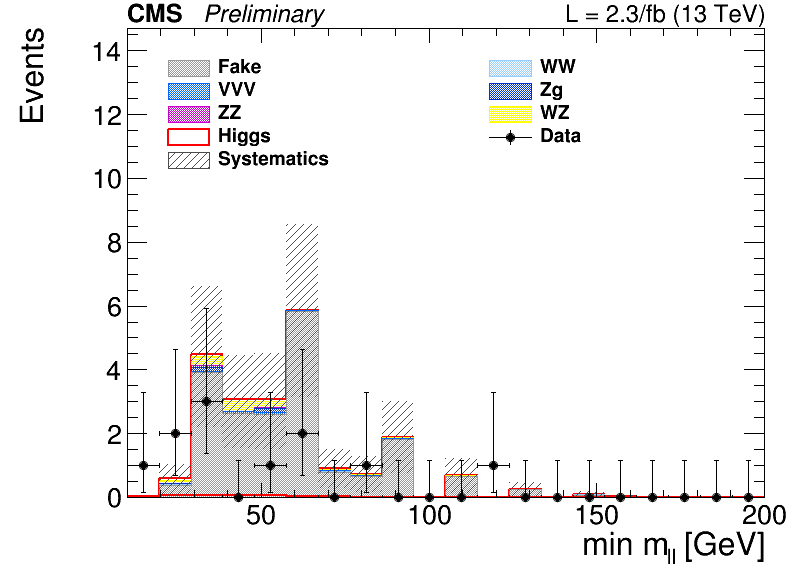 CMS Preliminary L = 2.3/fb (13 TeV)
Events
14
12
10
8
6
4
2
0
Fake WW
VVV Zg
ZZ WZ
Higgs Data
Systematics
50 100 150 200
min m_ll [GeV]